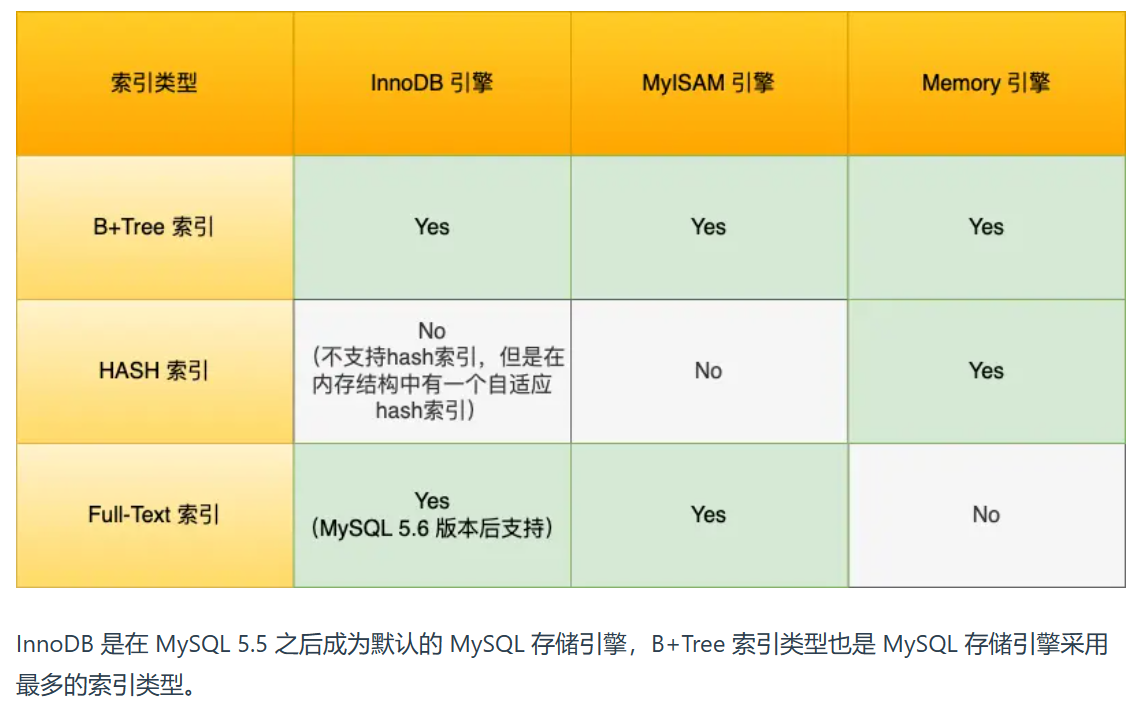 索引类型 InnoDB 引擎 MyISAM 引擎 Memory 引擎
B+Tree 索引 Yes Yes Yes
HASH 索引
No
（不支持hash索引，但是在
内存结构中有一个自适应
hash索引）
No
Yes
Full-Text 索引
Yes
（MySQL 5.6 版本后支持）
Yes
No
InnoDB 是在 MySQL 5.5 之后成为默认的 MySQL 存储引擎，B+Tree 索引类型也是 MySQL 存储引擎采用
最多的索引类型。